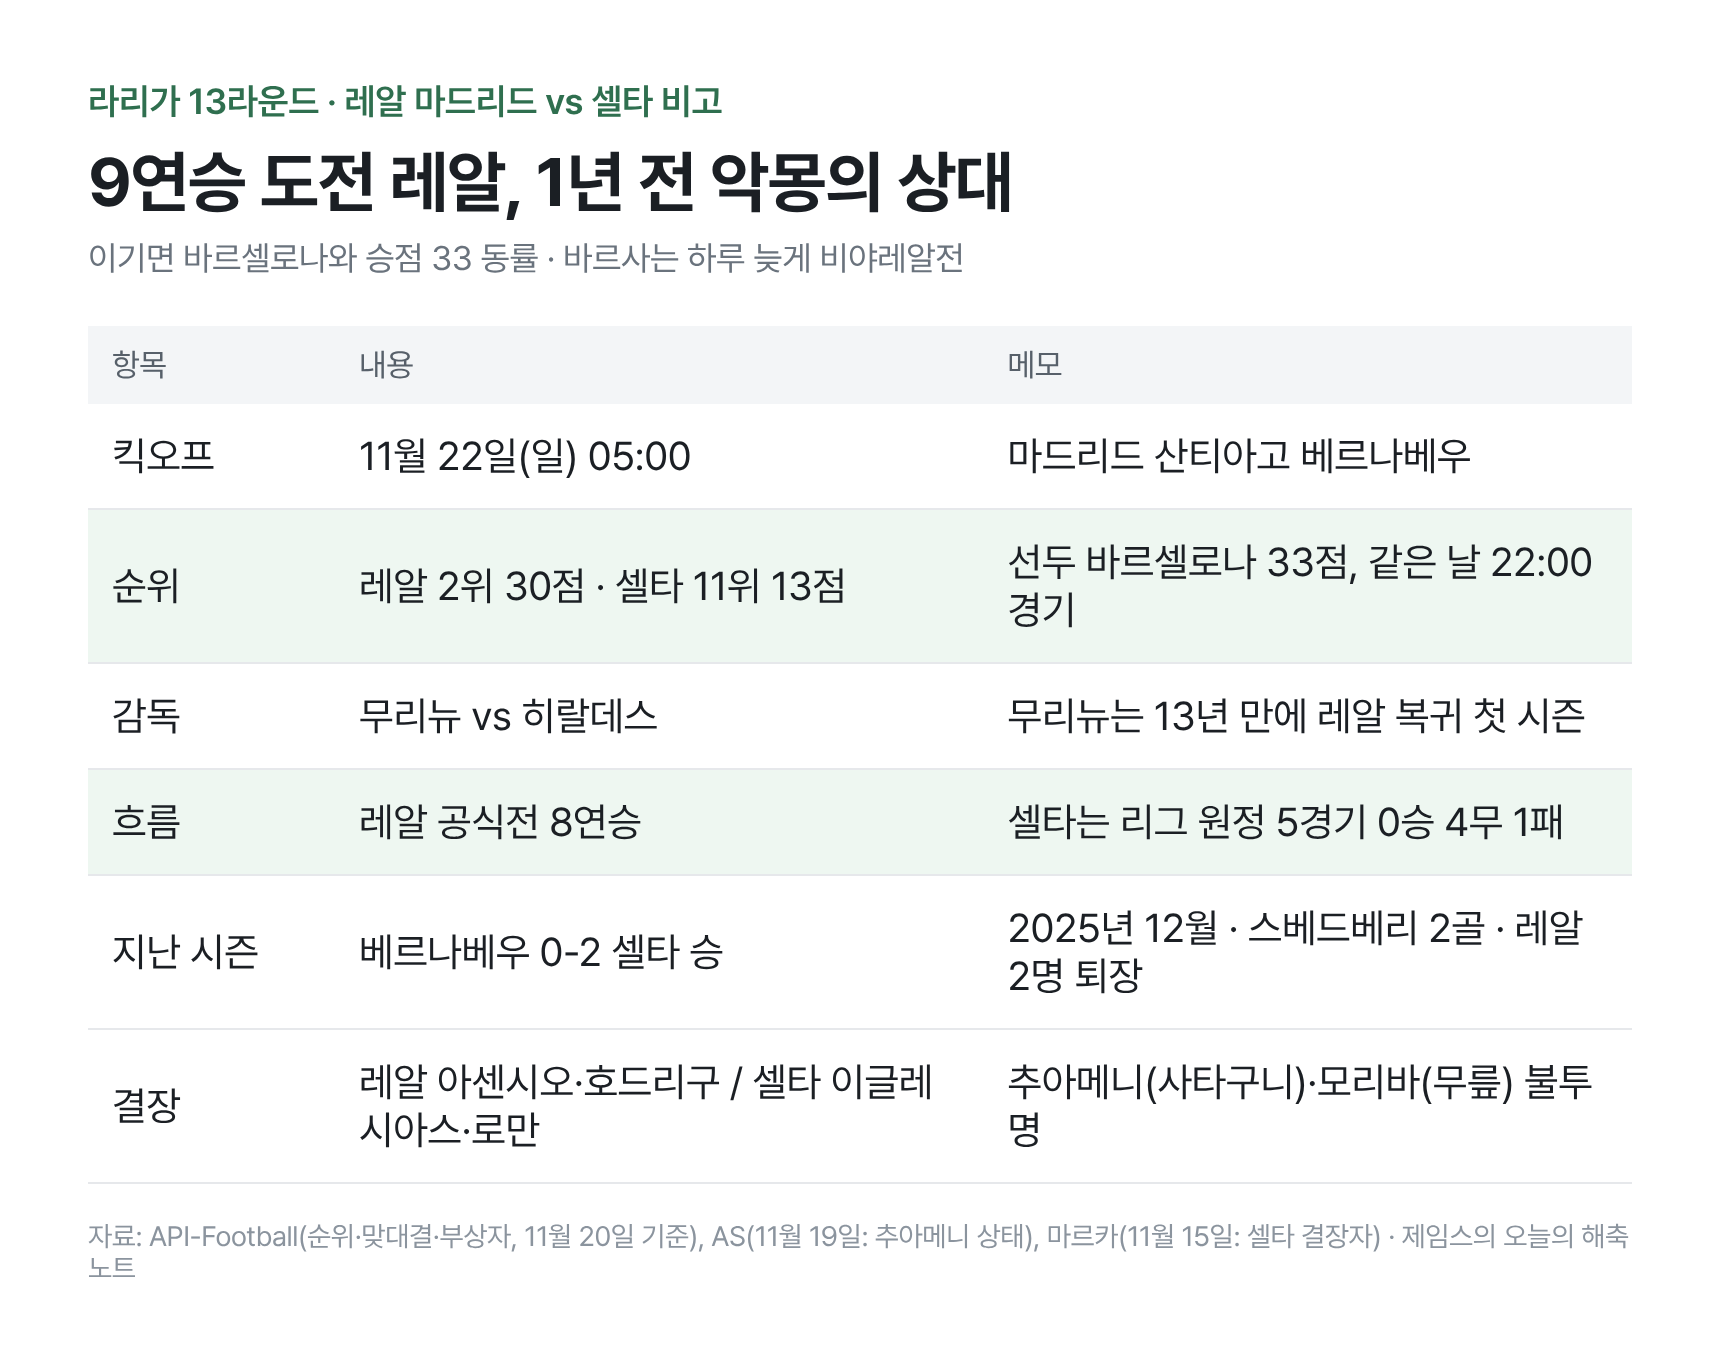 라리가 13라운드 · 레알 마드리드 vs 셀타 비고
9연승 도전 레알, 1년 전 악몽의 상대
이기면 바르셀로나와 승점 33 동률 · 바르사는 하루 늦게 비야레알전
항목 내용 메모
킥오프 11월 22일(일) 05:00 마드리드 산티아고 베르나베우
순위 레알 2위 30점 · 셀타 11위 13점 선두 바르셀로나 33점, 같은 날 22:00
경기
감독 무리뉴 vs 히랄데스 무리뉴는 13년 만에 레알 복귀 첫 시즌
흐름 레알 공식전 8연승 셀타는 리그 원정 5경기 0승 4무 1패
지난 시즌 베르나베우 0-2 셀타 승 2025년 12월 · 스베드베리 2골 · 레알
2명 퇴장
결장 레알 아센시오·호드리구 / 셀타 이글레
시아스·로만 추아메니(사타구니)·모리바(무릎) 불투
명
자료: API-Football(순위·맞대결·부상자, 11월 20일 기준), AS(11월 19일: 추아메니 상태), 마르카(11월 15일: 셀타 결장자) · 제임스의 오늘의 해축
노트